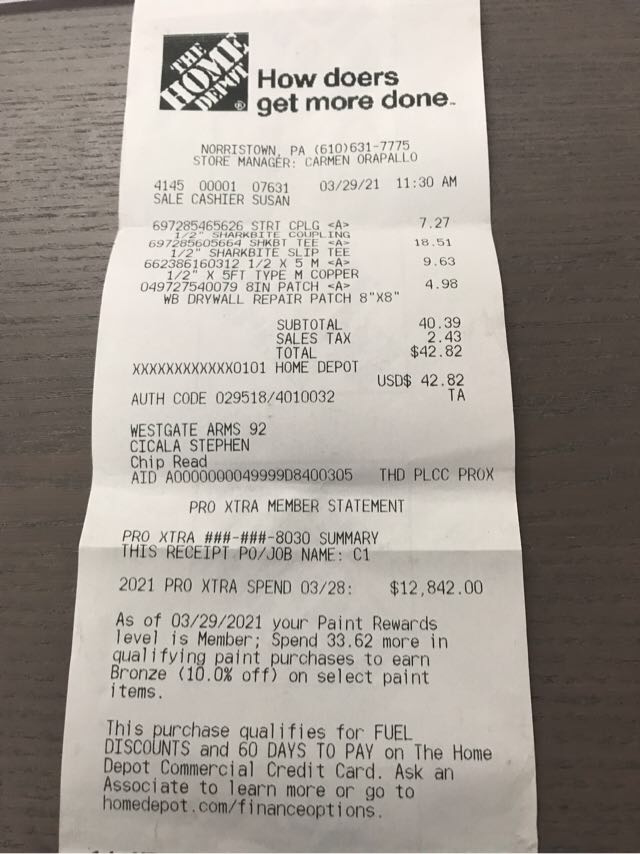 THE
HOME
DEPOT
®
How doers
get more done™
NORRISTOWN, PA (610)631-7775
STORE MANAGER: CARMEN ORAPALLO
4145 00001 07631 03/29/21 11:30 AM
SALE CASHIER SUSAN
697285465626 STRT CPLG <A> 7.27
1/2" SHARKBITE COUPLING
697285605664 SHKBT TEE <A> 18.51
1/2" SHARKBITE SLIP TEE
662386160312 1/2 X 5 M <A> 9.63
1/2" X 5FT TYPE M COPPER
049727540079 8IN PATCH <A> 4.98
WB DRYWALL REPAIR PATCH 8"X8"
SUBTOTAL 40.39
SALES TAX 2.43
TOTAL $42.82
XXXXXXXXXXXX0101 HOME DEPOT
USD$ 42.82
AUTH CODE 029518/4010032 TA
WESTGATE ARMS 92
CICALA STEPHEN
Chip Read
AID A0000000049999D8400305 THD PLCC PROX
PRO XTRA MEMBER STATEMENT
PRO XTRA ###-###-8030 SUMMARY
THIS RECEIPT PO/JOB NAME: C1
2021 PRO XTRA SPEND 03/28: $12,842.00
As of 03/29/2021 your Paint Rewards
level is Member; Spend 33.62 more in
qualifying paint purchases to earn
Bronze (10.0% off) on select paint
items.
This purchase qualifies for FUEL
DISCOUNTS and 60 DAYS TO PAY on The Home
Depot Commercial Credit Card. Ask an
Associate to learn more or go to
homedepot.com/financeoptions.